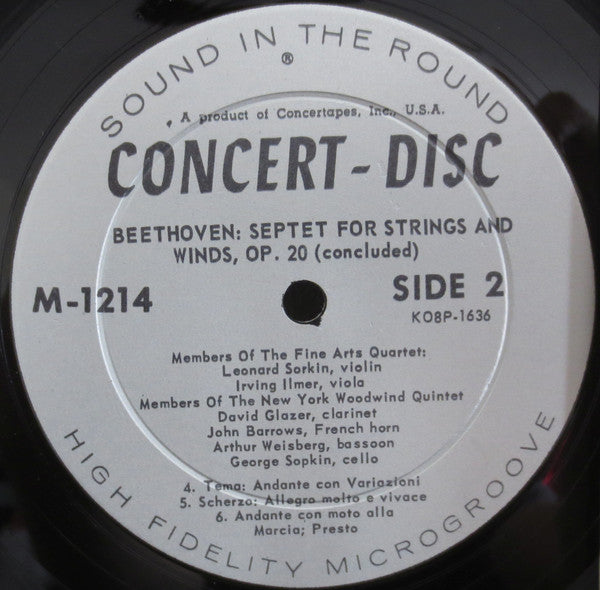 SOUND IN THE ROUND
®
A product of Concertapes, Inc., U.S.A.
CONCERT-DISC
BEETHOVEN: SEPTET FOR STRINGS AND
WINDS, OP. 20 (concluded)
M-1214
SIDE 2
KO8P-1636
Members Of The Fine Arts Quartet:
Leonard Sorkin, violin
Irving Ilmer, viola
Members Of The New York Woodwind Quintet
David Glazer, clarinet
John Barrows, French horn
Arthur Weisberg, bassoon
George Sopkin, cello
4. Tema: Andante con Variazioni
5. Scherzo: Allegro molto e vivace
6. Andante con moto alla
Marcia; Presto
HIGH FIDELITY MICROGROOVE